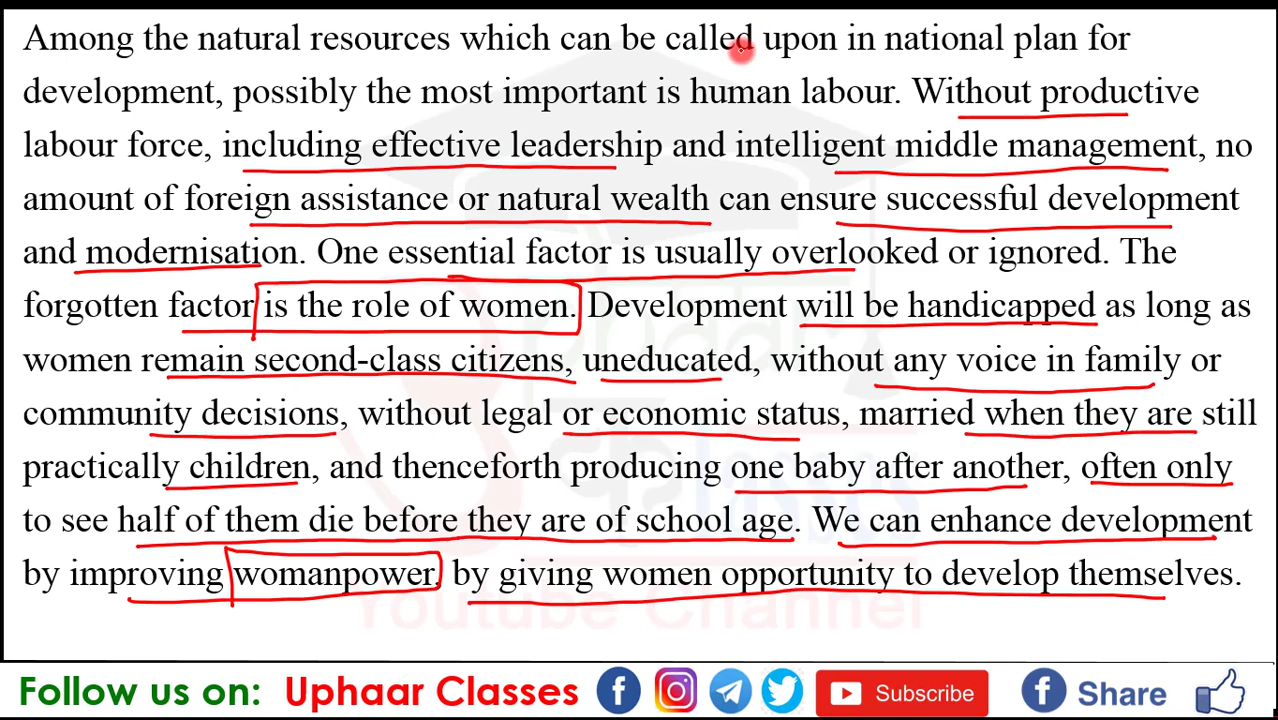 Among the natural resources which can be called upon in national plan for
development, possibly the most important is human labour. Without productive
labour force, including effective leadership and intelligent middle management, no
amount of foreign assistance or natural wealth can ensure successful development
and modernisation. One essential factor is usually overlooked or ignored. The
forgotten factor is the role of women. Development will be handicapped as long as
women remain second-class citizens, uneducated, without any voice in family or
community decisions, without legal or economic status, married when they are still
practically children, and thenceforth producing one baby after another, often only
to see half of them die before they are of school age. We can enhance development
by improving womanpower, by giving women opportunity to develop themselves.
YouTube Channel
Follow us on: Uphaar Classes Subscribe Share